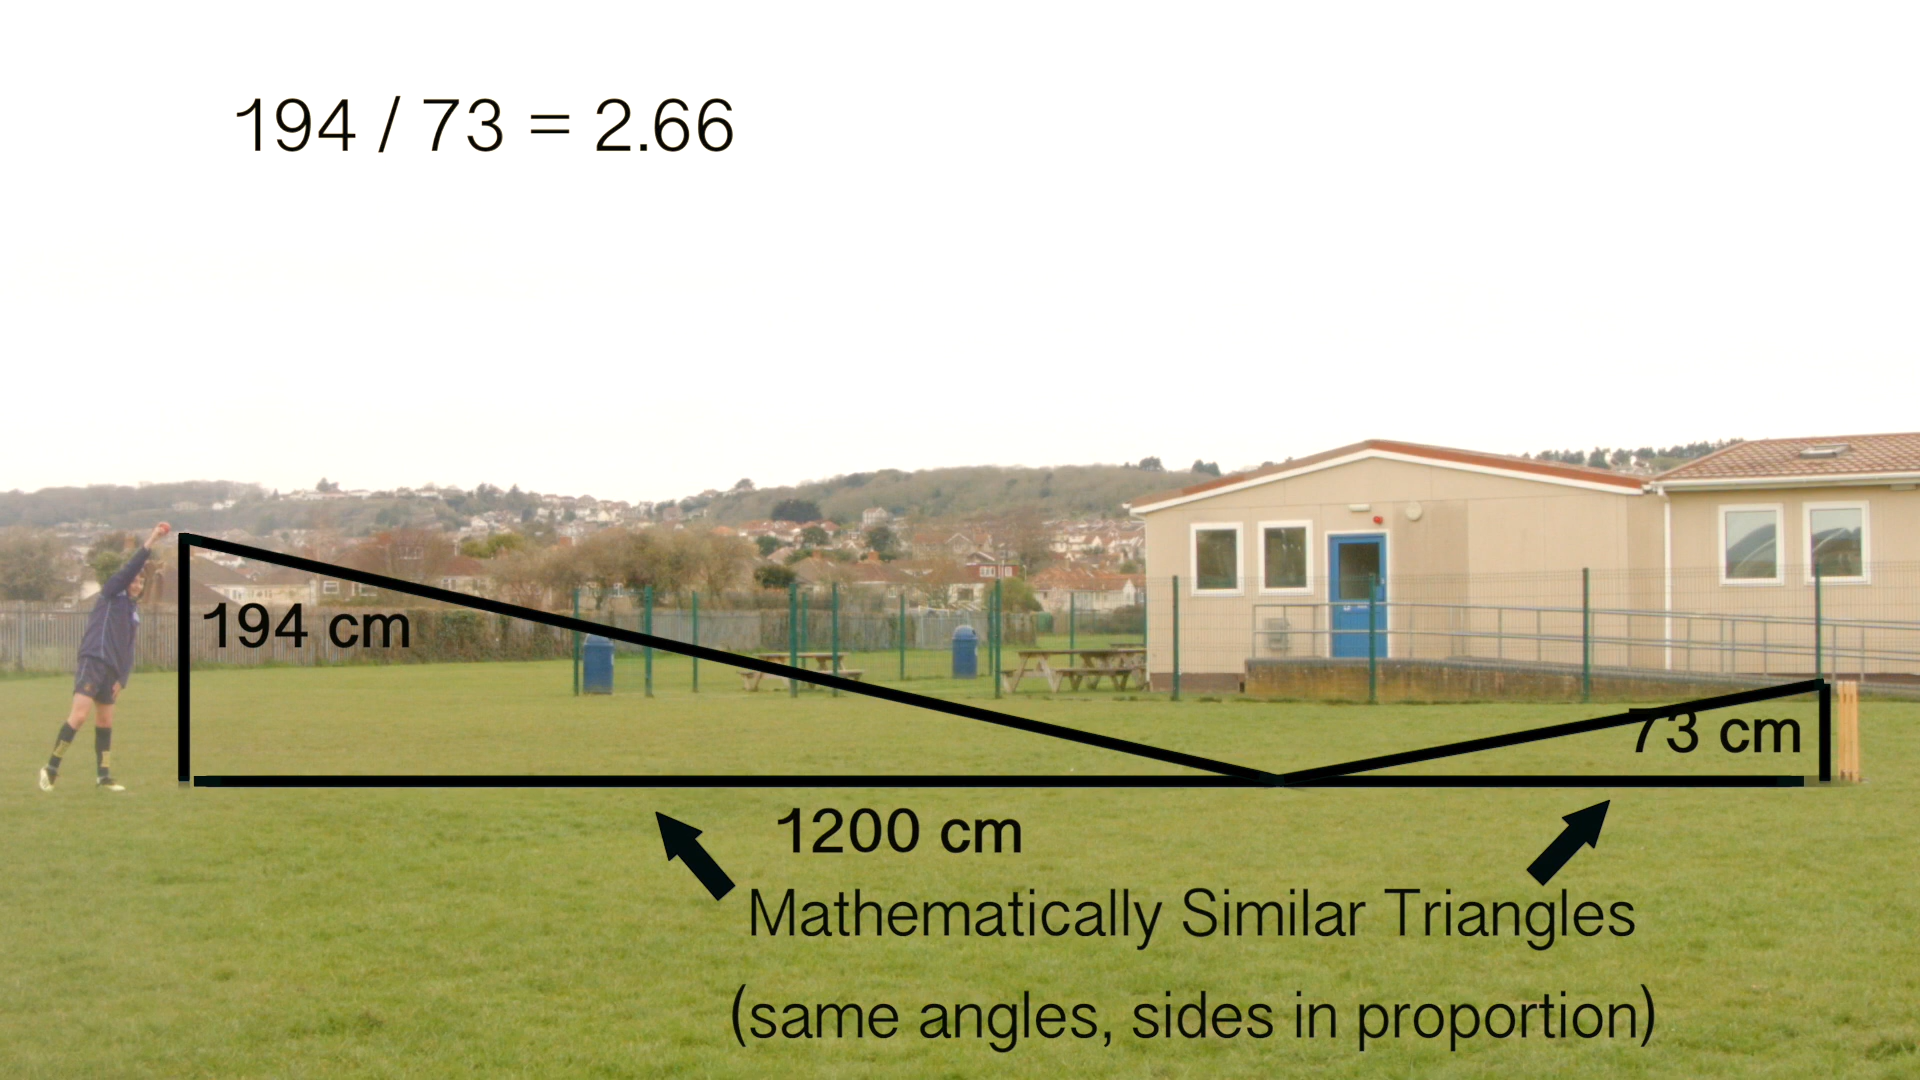 194 / 73 = 2.66
194 cm
73 cm
1200 cm
Mathematically Similar Triangles
(same angles, sides in proportion)